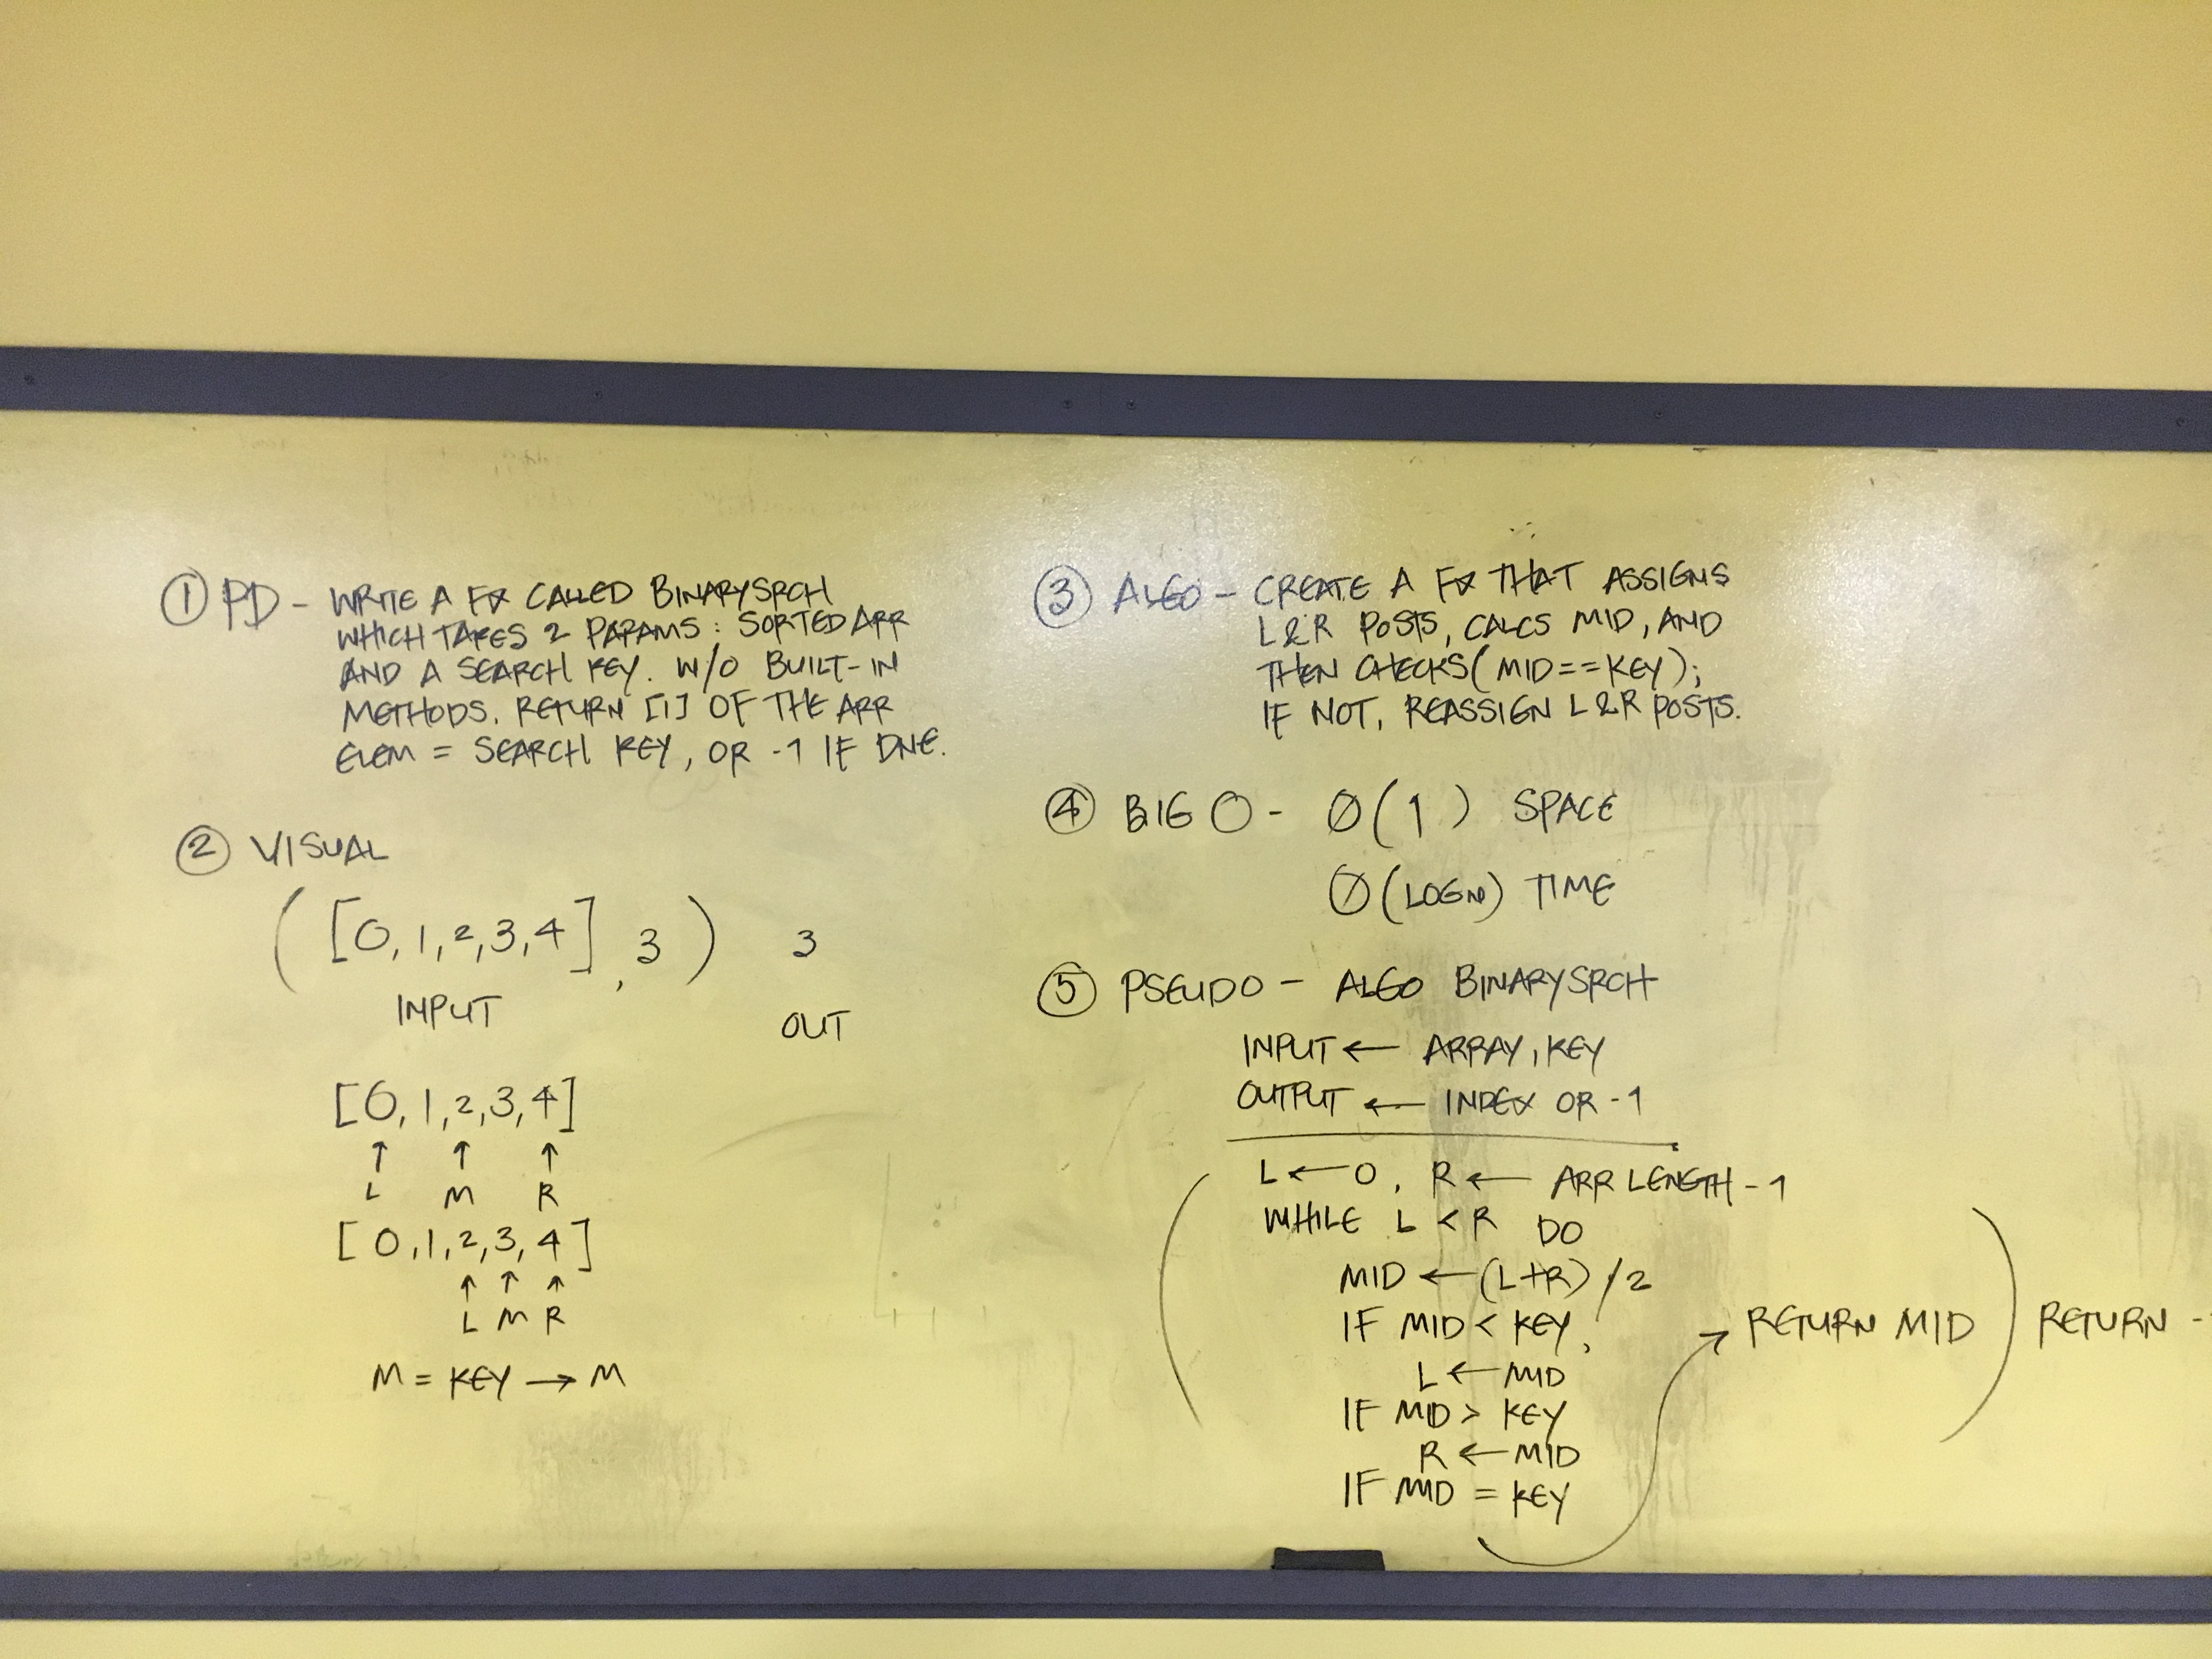 ① PD - WRITE A FX CALLED BINARYSRCH
WHICH TAKES 2 PARAMS: SORTED ARR
AND A SEARCH KEY. W/O BUILT-IN
METHODS. RETURN [i] OF THE ARR
ELEM = SEARCH KEY, OR -1 IF DNE.
② VISUAL
([0,1,2,3,4], 3) 3
INPUT OUT
[0,1,2,3,4]
↑ ↑ ↑
L M R
[0,1,2,3,4]
↑ ↑ ↑
L M R
M = KEY → M
③ ALGO - CREATE A FX THAT ASSIGNS
L&R POSTS, CALCS MID, AND
THEN CHECKS(MID==KEY);
IF NOT, REASSIGN L&R POSTS.
④ BIG O - O(1) SPACE
O(LOGN) TIME
⑤ PSEUDO - ALGO BINARYSRCH
INPUT ← ARRAY, KEY
OUTPUT ← INDEX OR -1
L ← 0, R ← ARR LENGTH - 1
WHILE L < R DO
MID ← (L+R)/2
IF MID < KEY,
L ← MID
IF MID > KEY
R ← MID
IF MID = KEY
→ RETURN MID) RETURN -